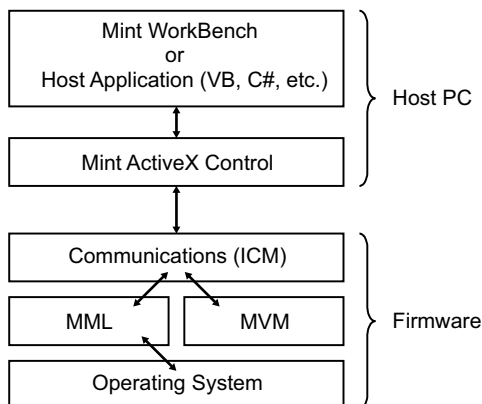 Mint WorkBench
or
Host Application (VB, C#, etc.)
Host PC
Mint ActiveX Control
Communications (ICM)
MML
MVM
Firmware
Operating System